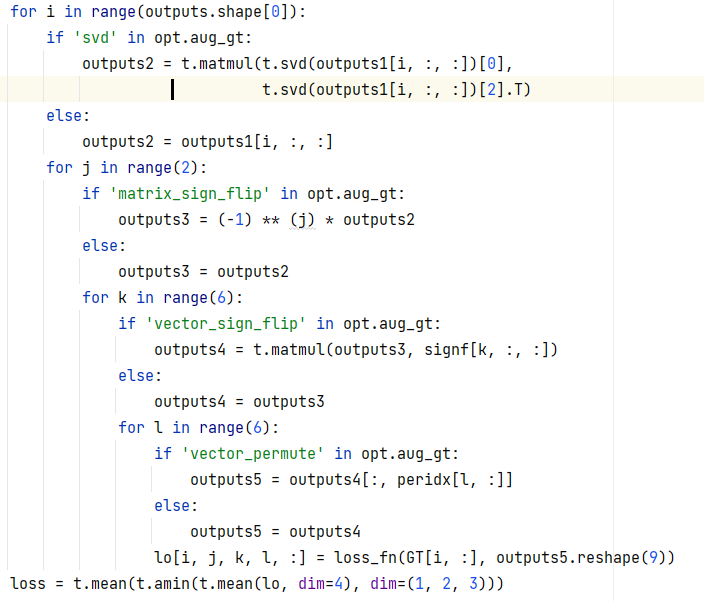 for i in range(outputs.shape[0]):
    if 'svd' in opt.aug_gt:
        outputs2 = t.matmul(t.svd(outputs1[i, :, :])[0],
                            t.svd(outputs1[i, :, :])[2].T)
    else:
        outputs2 = outputs1[i, :, :]
    for j in range(2):
        if 'matrix_sign_flip' in opt.aug_gt:
            outputs3 = (-1) ** (j) * outputs2
        else:
            outputs3 = outputs2
        for k in range(6):
            if 'vector_sign_flip' in opt.aug_gt:
                outputs4 = t.matmul(outputs3, signf[k, :, :])
            else:
                outputs4 = outputs3
            for l in range(6):
                if 'vector_permute' in opt.aug_gt:
                    outputs5 = outputs4[:, peridx[l, :]]
                else:
                    outputs5 = outputs4
                lo[i, j, k, l, :] = loss_fn(GT[i, :], outputs5.reshape(9))
loss = t.mean(t.amin(t.mean(lo, dim=4), dim=(1, 2, 3)))